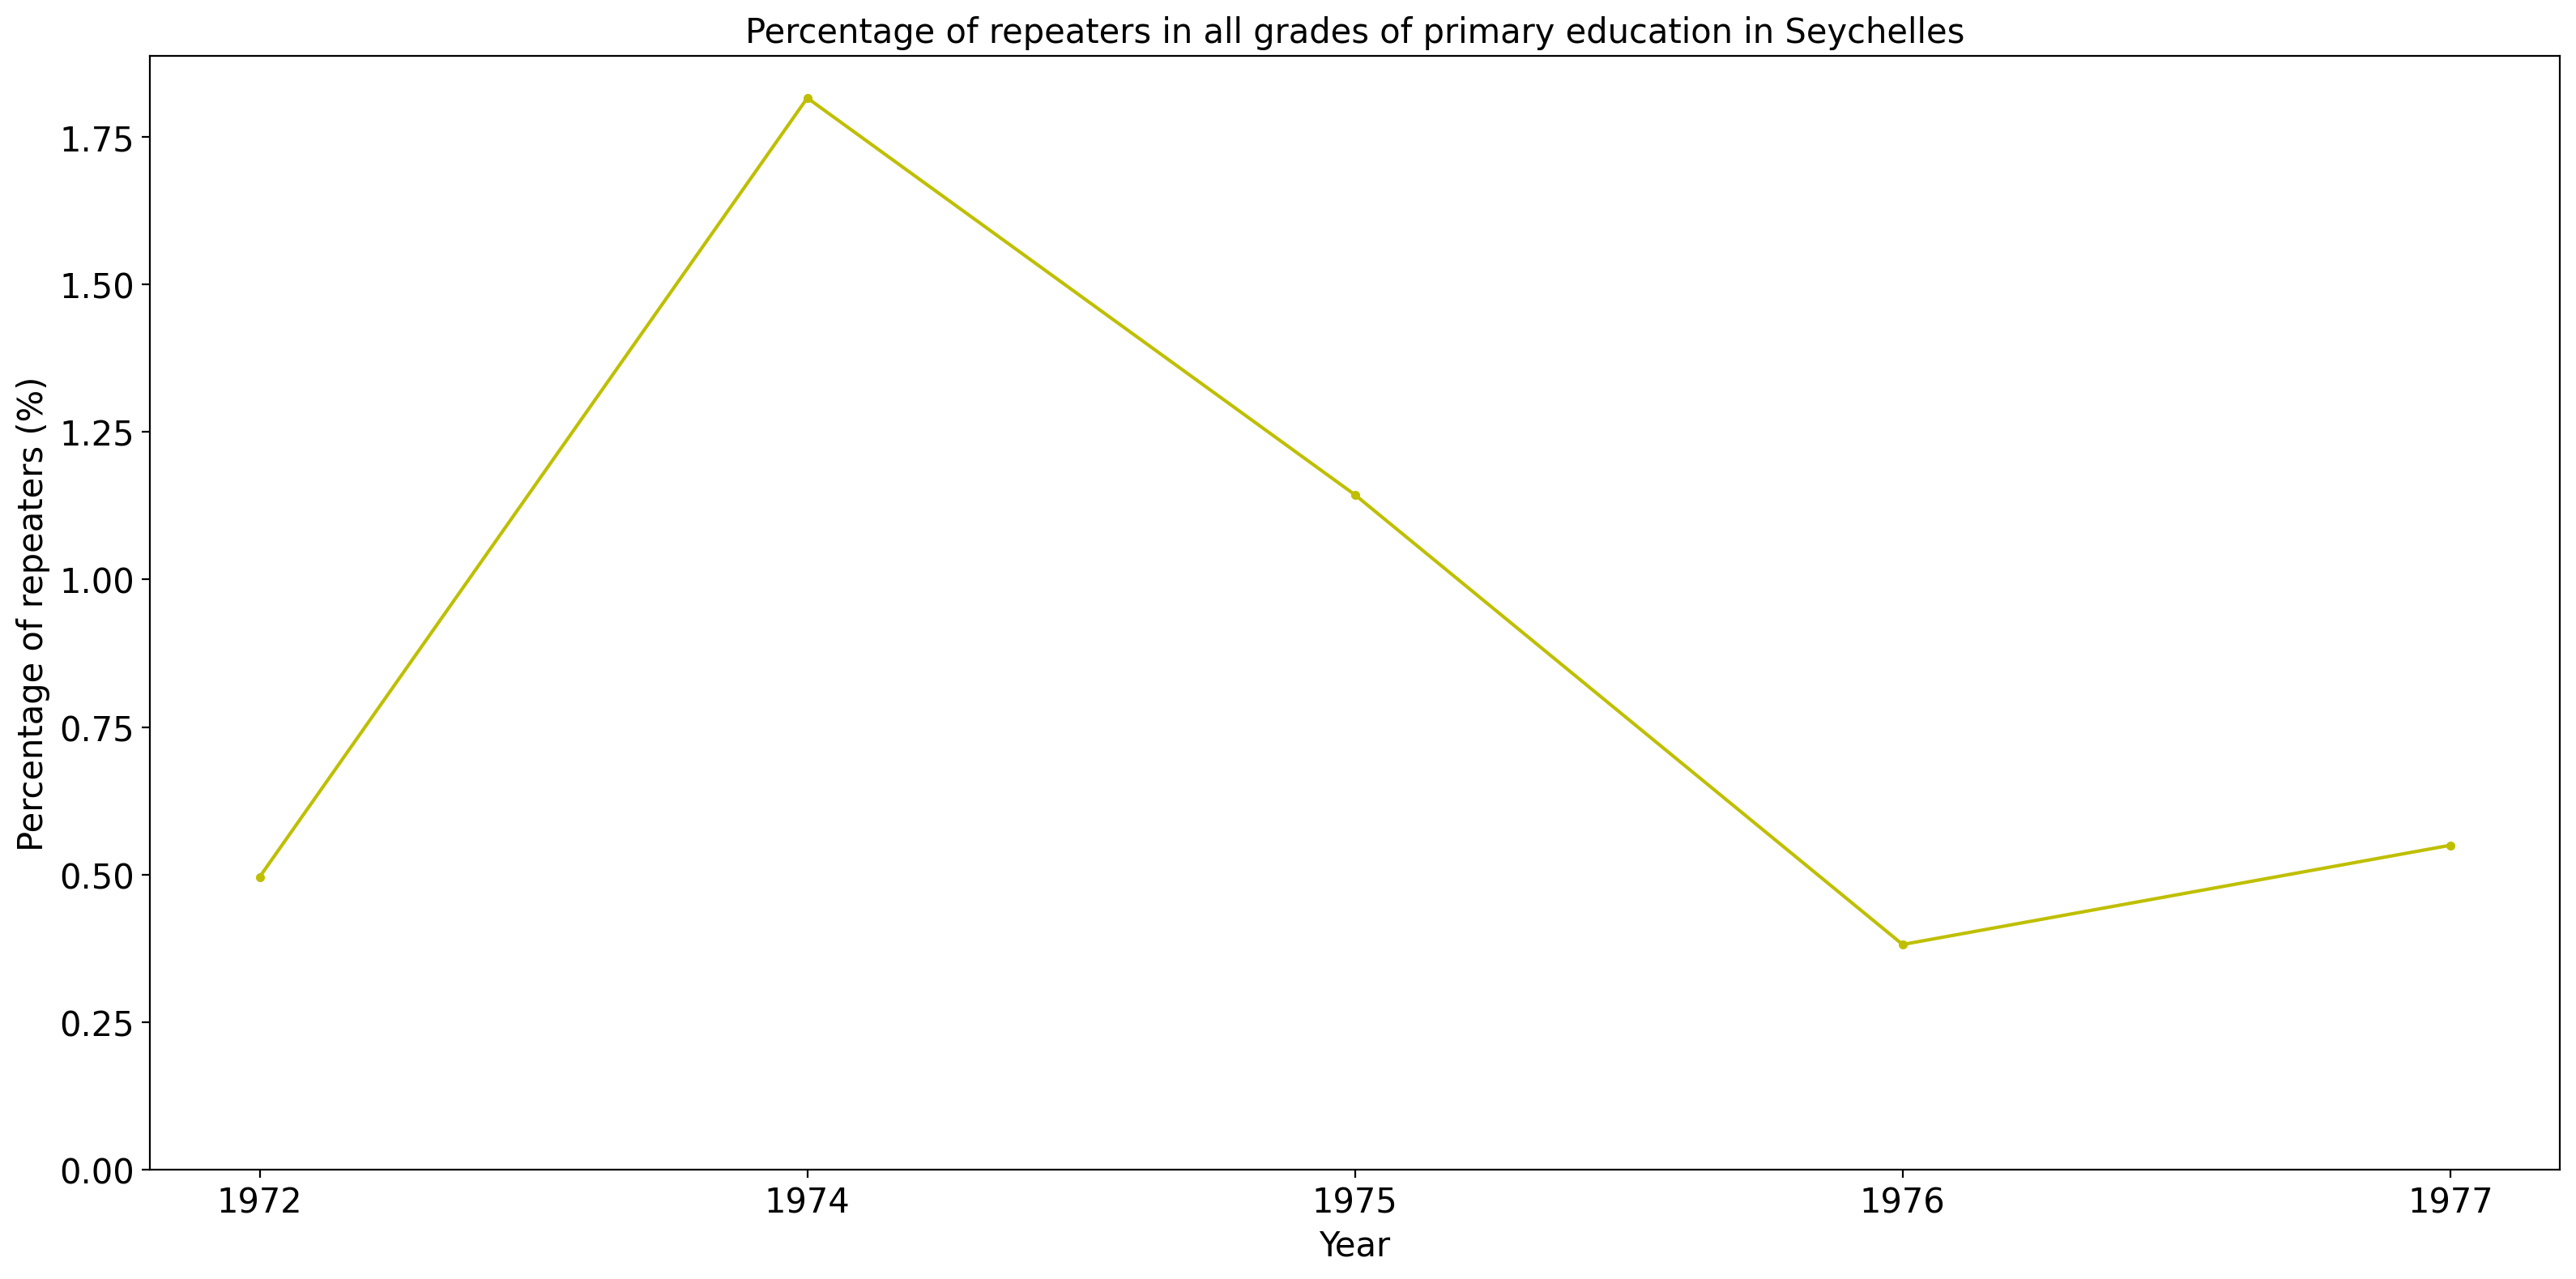 Percentage of repeaters in all grades of primary education in Seychelles
Percentage of repeaters (%)
1.75
1.50
1.25
1.00
0.75
0.50
0.25
0.00
1972 1974 1975 1976 1977
Year